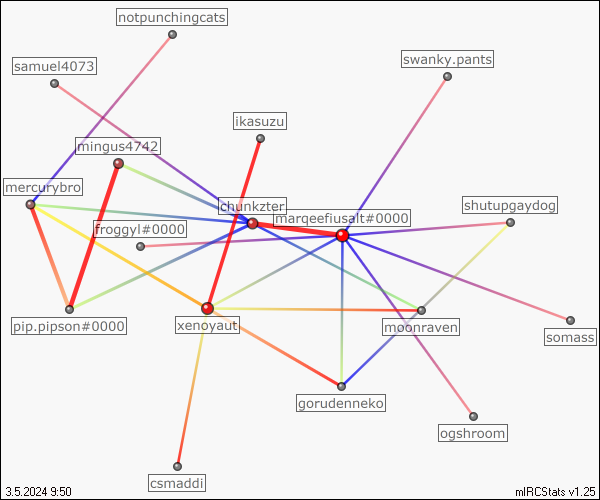 notpunchingcats
samuel4073
swanky.pants
ikasuzu
mingus4742
mercurybro
chunkzter
shutupgaydog
marqeefiusalt#0000
froggyl#0000
pip.pipson#0000
xenoyaut
moonraven
somass
gorudenneko
ogshroom
csmaddi
3.5.2024 9:50
mIRCStats v1.25